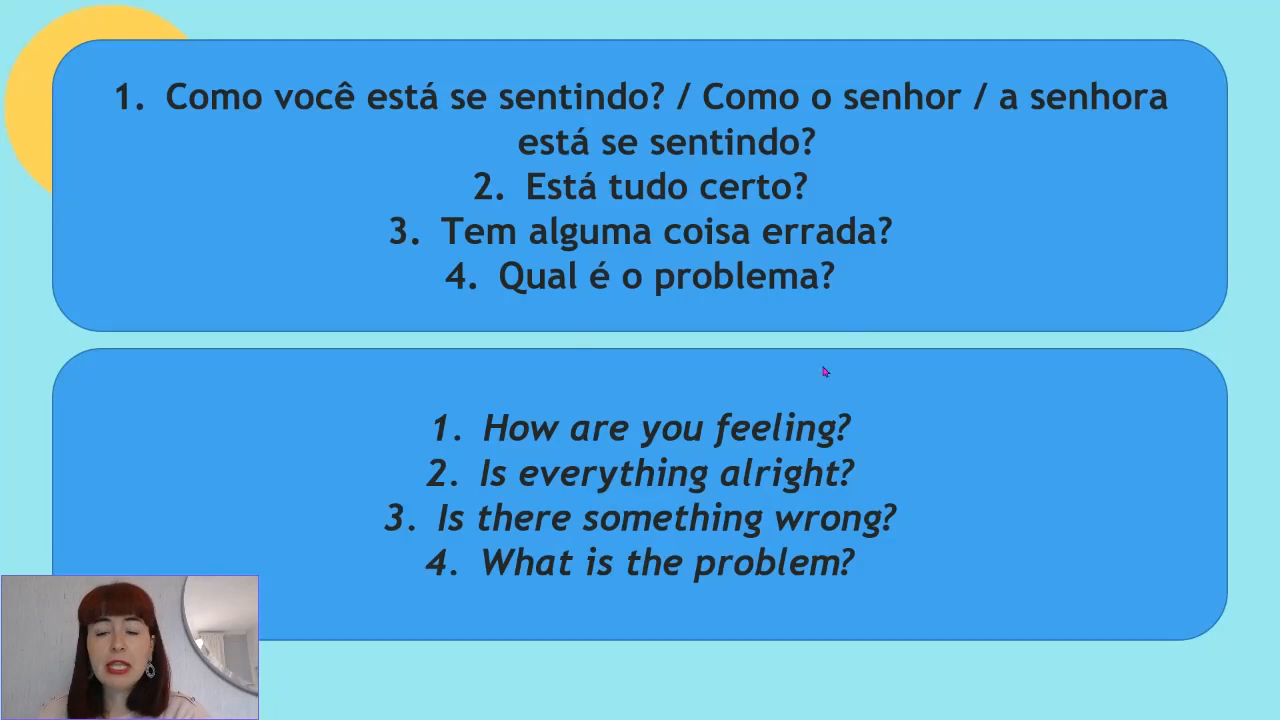 1. Como você está se sentindo? / Como o senhor / a senhora
está se sentindo?
2. Está tudo certo?
3. Tem alguma coisa errada?
4. Qual é o problema?
1. How are you feeling?
2. Is everything alright?
3. Is there something wrong?
4. What is the problem?